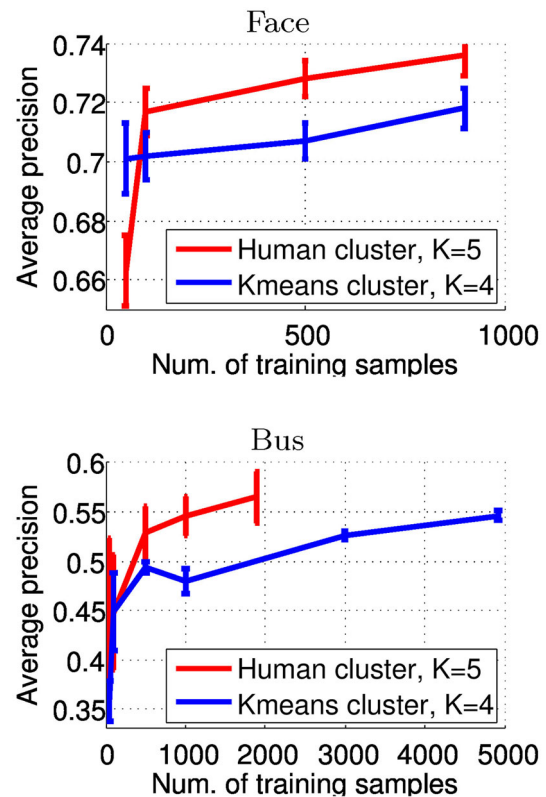 Face
Average precision
0.74
0.72
0.7
0.68
0.66
Human cluster, K=5
Kmeans cluster, K=4
0 500 1000
Num. of training samples
Bus
Average precision
0.6
0.55
0.5
0.45
0.4
0.35
Human cluster, K=5
Kmeans cluster, K=4
0 1000 2000 3000 4000 5000
Num. of training samples